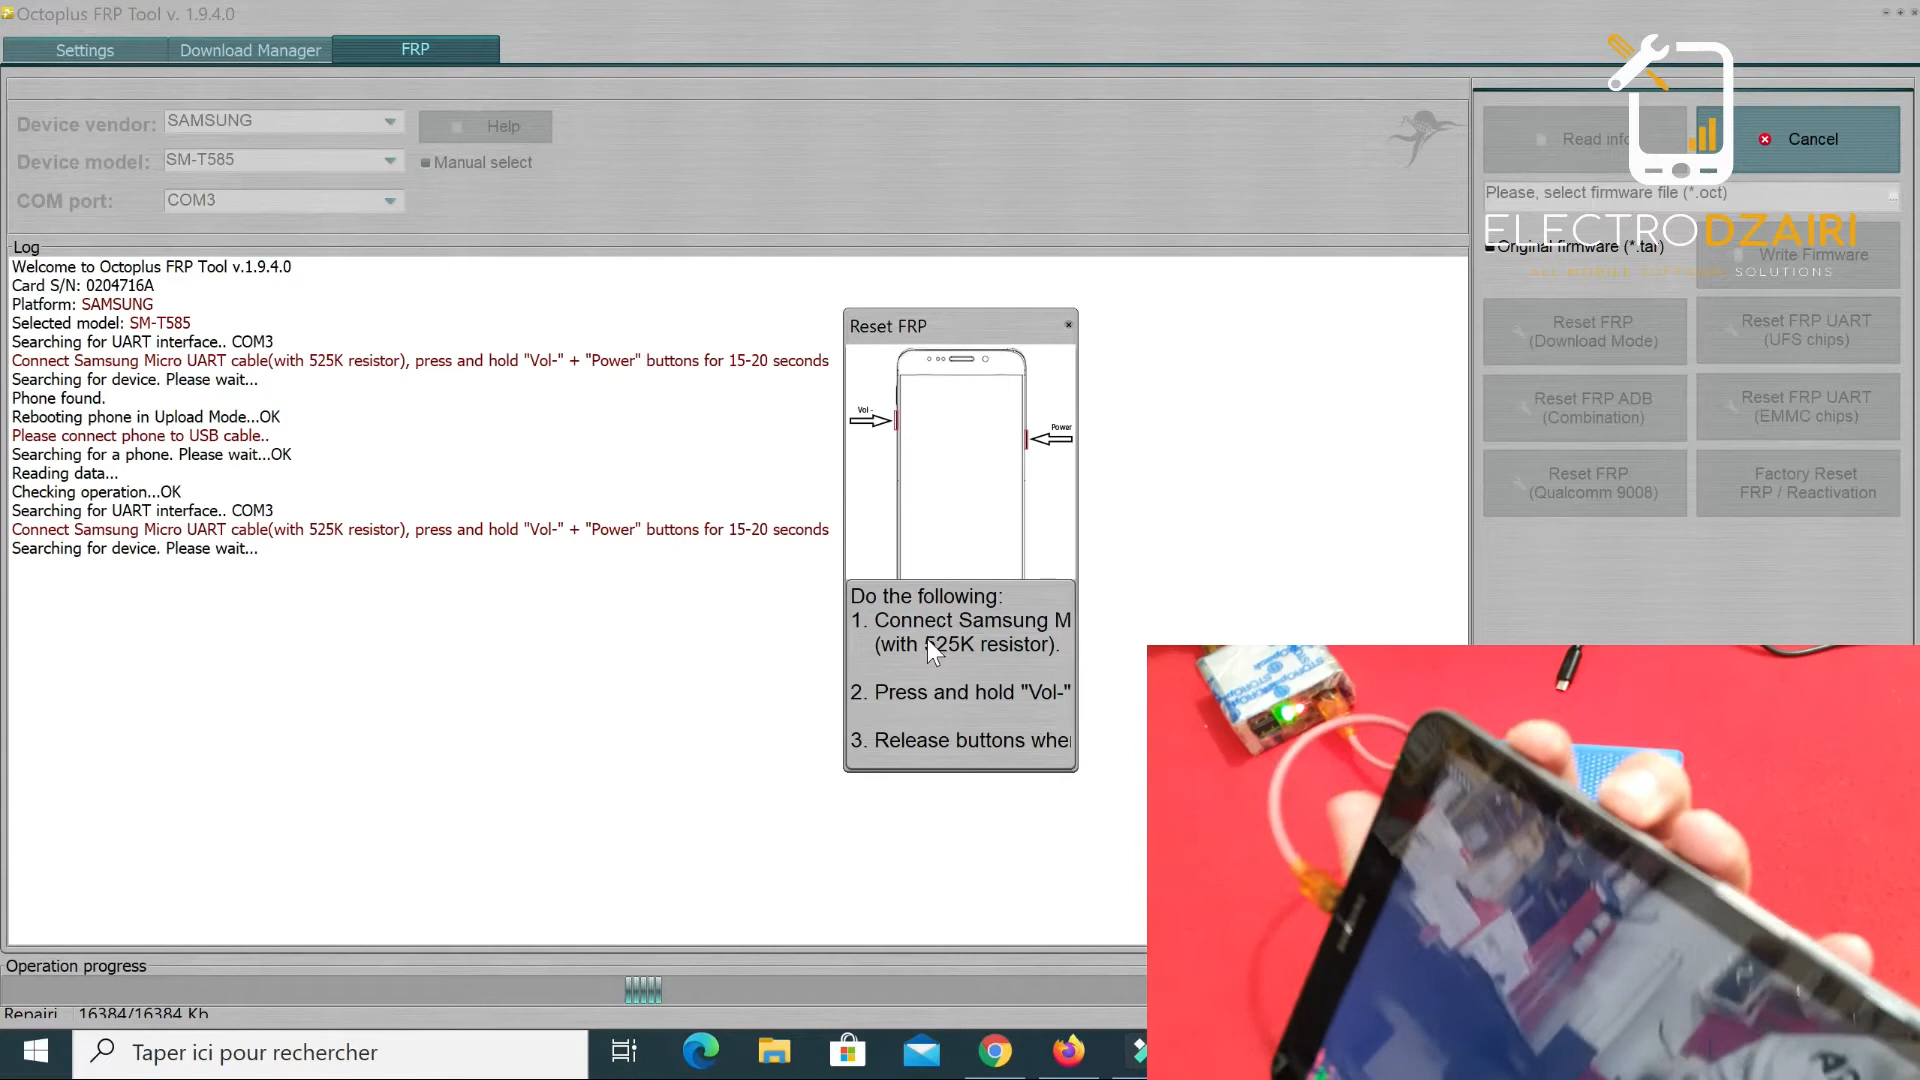 Octoplus FRP Tool v. 1.9.4.0
Settings
Download Manager
FRP
Device vendor:
SAMSUNG
Help
Device model:
SM-T585
Manual select
COM port:
COM3
Read info
Cancel
Please, select firmware file (*.oct)
ELECTRODZAIRI
Original firmware (*.tar)
Write Firmware
ALL MOBILE SOFTWARE SOLUTIONS
Reset FRP
(Download Mode)
Reset FRP UART
(UFS chips)
Reset FRP ADB
(Combination)
Reset FRP UART
(EMMC chips)
Reset FRP
(Qualcomm 9008)
Factory Reset
FRP / Reactivation
Log
Welcome to Octoplus FRP Tool v.1.9.4.0
Card S/N: 0204716A
Platform: SAMSUNG
Selected model: SM-T585
Searching for UART interface.. COM3
Connect Samsung Micro UART cable(with 525K resistor), press and hold "Vol-" + "Power" buttons for 15-20 seconds
Searching for device. Please wait...
Phone found.
Rebooting phone in Upload Mode...OK
Please connect phone to USB cable..
Searching for a phone. Please wait...OK
Reading data...
Checking operation...OK
Searching for UART interface.. COM3
Connect Samsung Micro UART cable(with 525K resistor), press and hold "Vol-" + "Power" buttons for 15-20 seconds
Searching for device. Please wait...
Reset FRP
Vol -
Power
Do the following:
1. Connect Samsung M
(with 525K resistor).
2. Press and hold "Vol-"
3. Release buttons whe
Operation progress
Repairi
16384/16384 Kb
Taper ici pour rechercher